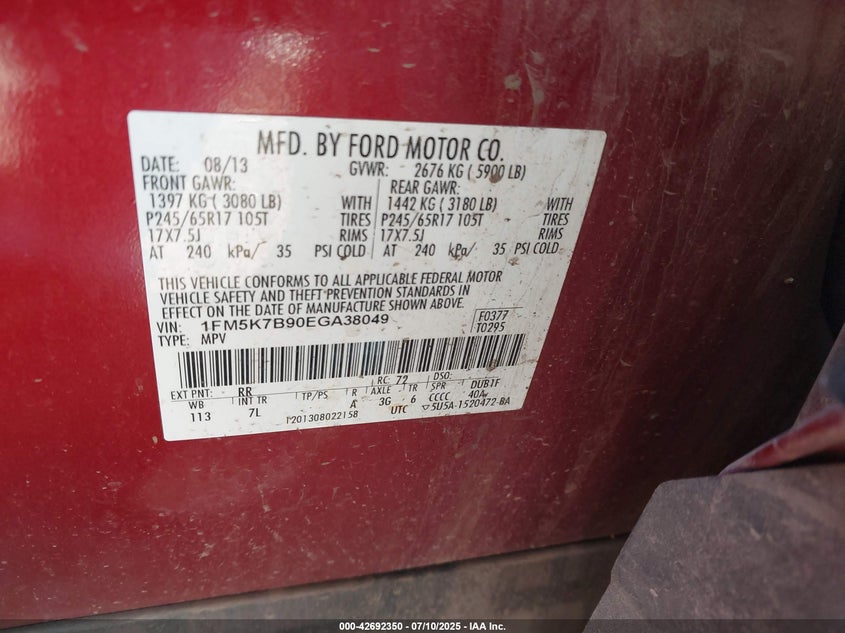 MFD. BY FORD MOTOR CO.
DATE: 08/13 GVWR: 2676 KG ( 5900 LB)
FRONT GAWR: REAR GAWR:
1397 KG ( 3080 LB) WITH 1442 KG ( 3180 LB) WITH
P245/65R17 105T TIRES P245/65R17 105T TIRES
17X7.5J RIMS 17X7.5J RIMS
AT 240 kPa/ 35 PSI COLD AT 240 kPa/ 35 PSI COLD
THIS VEHICLE CONFORMS TO ALL APPLICABLE FEDERAL MOTOR
VEHICLE SAFETY AND THEFT PREVENTION STANDARDS IN
EFFECT ON THE DATE OF MANUFACTURE SHOWN ABOVE.
VIN: 1FM5K7B90EGA38049 F0377
TYPE: MPV T0295
EXT PNT: RR RC: 72 DSO:
WB INT TR TP/PS R AXLE TR SPR DUB1F
113 7L A 3G 6 CCCC 40A
T201308022158 UTC ▽5U5A-1520472-BA
000-42692350 / 07/10/2025 - IAA Inc.